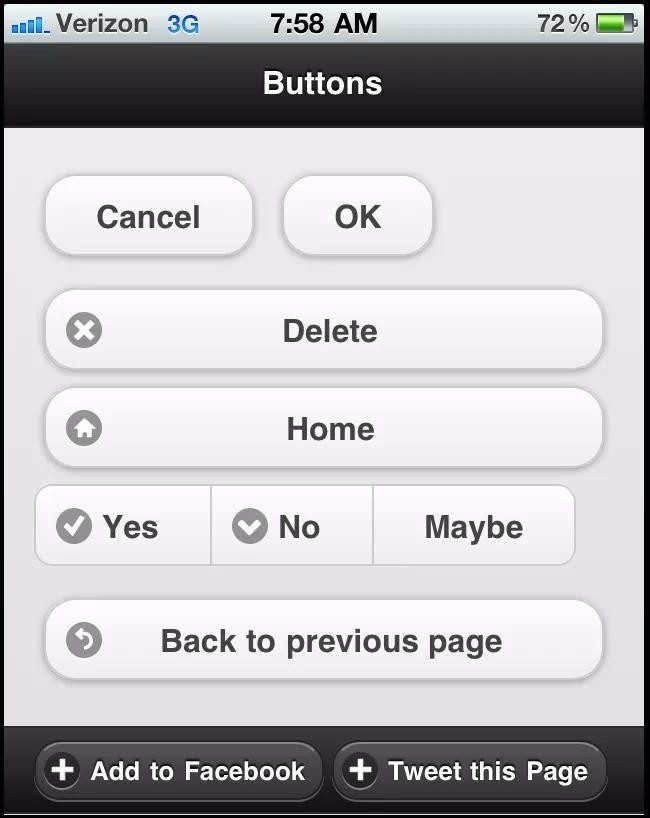 Verizon 3G 7:58 AM 72%
Buttons
Cancel OK
Delete
Home
Yes No Maybe
Back to previous page
Add to Facebook Tweet this Page